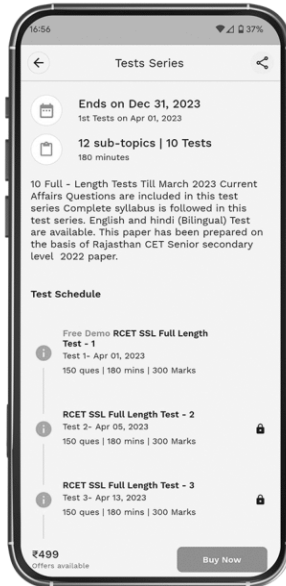 16:56 37%
Tests Series
Ends on Dec 31, 2023
1st Tests on Apr 01, 2023
12 sub-topics | 10 Tests
180 minutes
10 Full - Length Tests Till March 2023 Current
Affairs Questions are included in this test
series Complete syllabus is followed in this
test series. English and hindi (Bilingual) Test
are available. This paper has been prepared on
the basis of Rajasthan CET Senior secondary
level 2022 paper.
Test Schedule
Free Demo RCET SSL Full Length
Test - 1
Test 1- Apr 01, 2023
150 ques | 180 mins | 300 Marks
RCET SSL Full Length Test - 2
Test 2- Apr 05, 2023
150 ques | 180 mins | 300 Marks
RCET SSL Full Length Test - 3
Test 3- Apr 13, 2023
150 ques | 180 mins | 300 Marks
₹499
Offers available
Buy Now